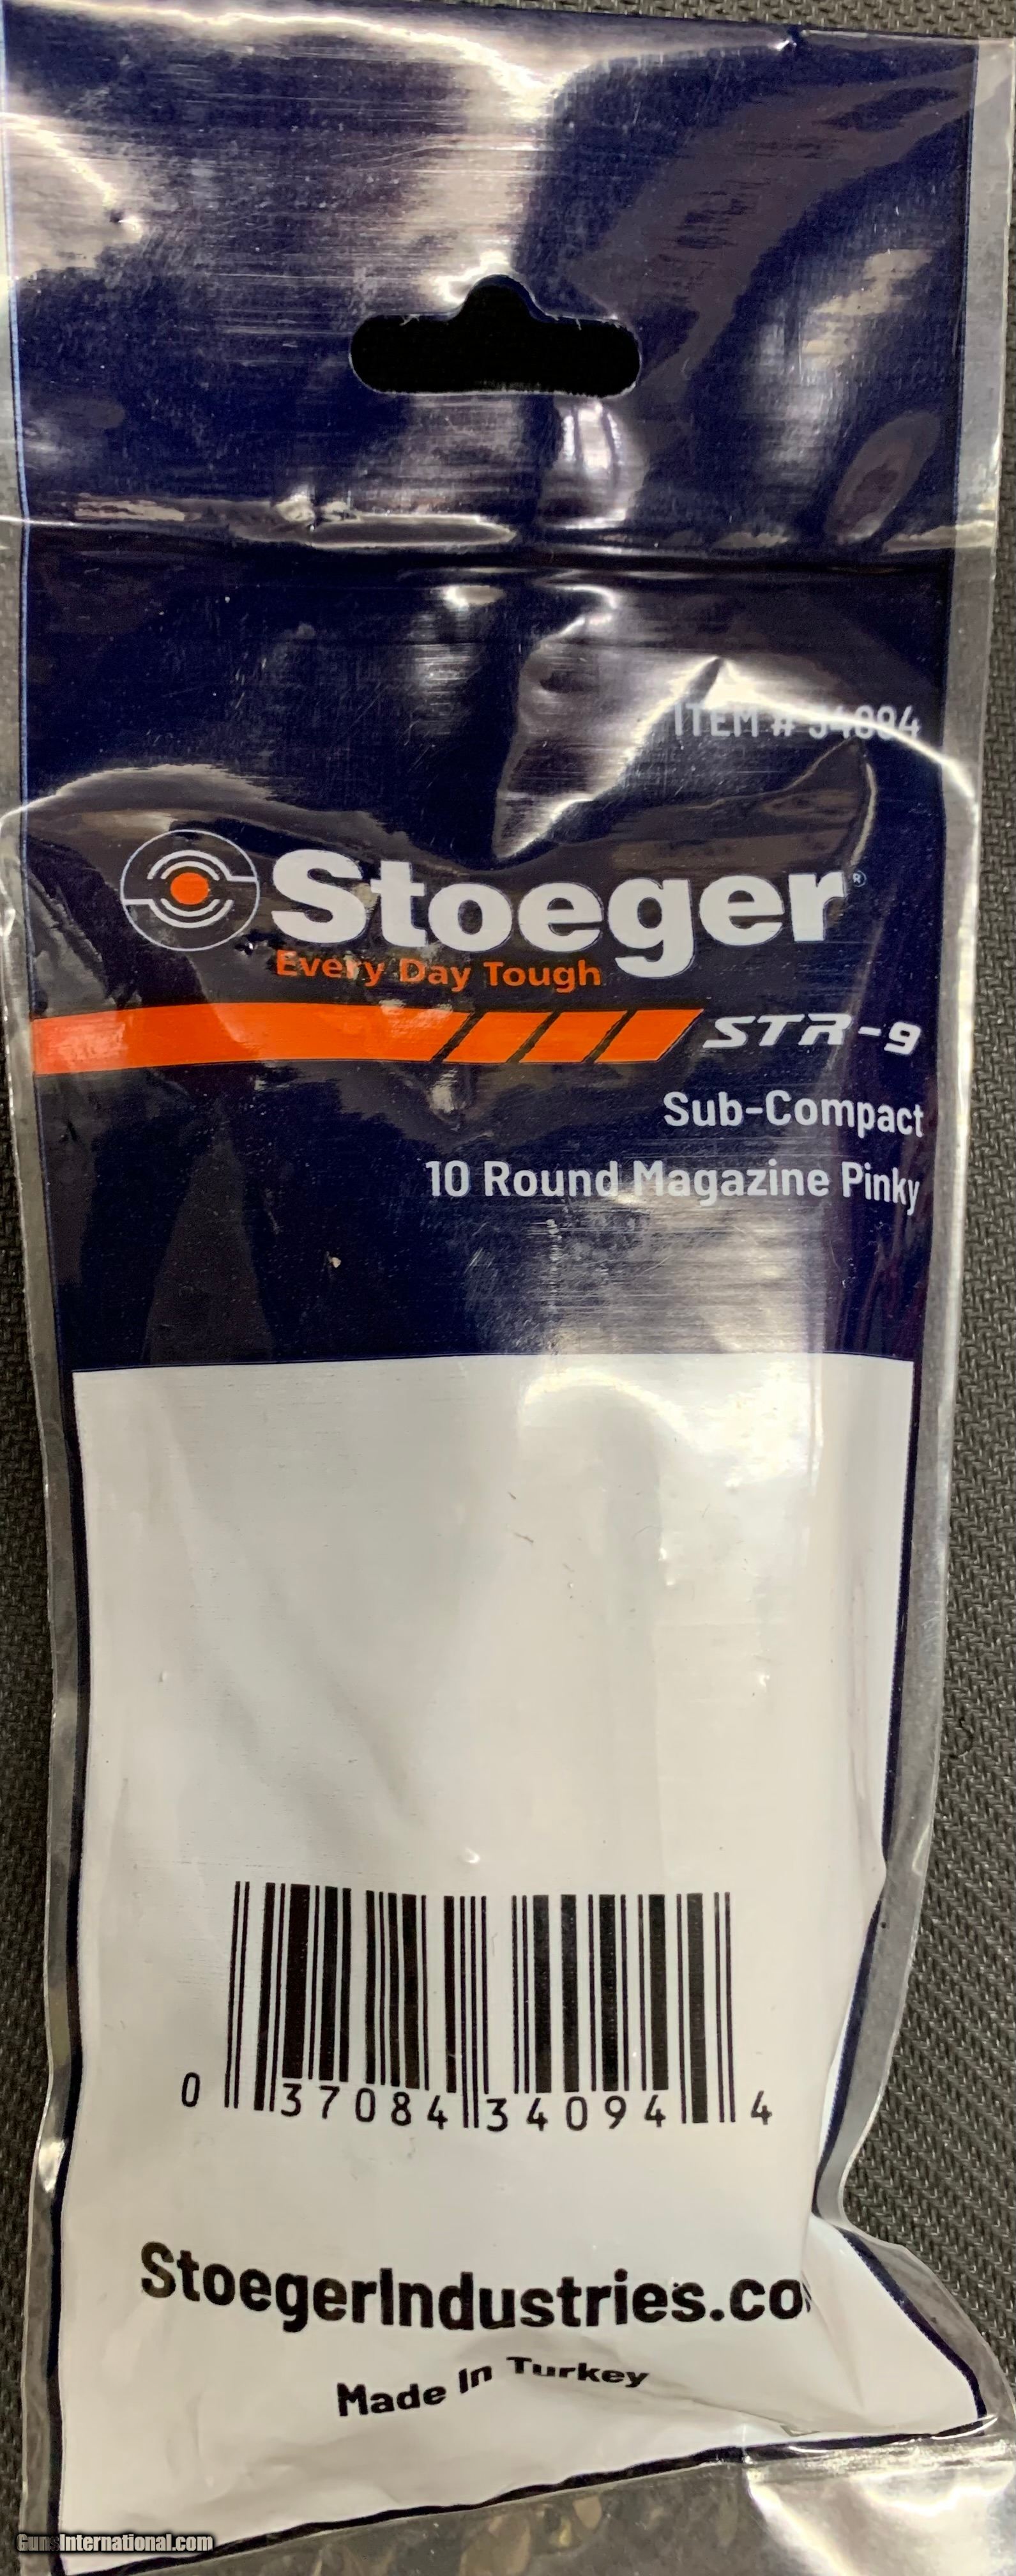 ITEM # 34094
Stoeger®
Every Day Tough
STR-9
Sub-Compact
10 Round Magazine Pinky
0 37084 34094 4
StoegerIndustries.co
Made In Turkey
GunsInternational.com